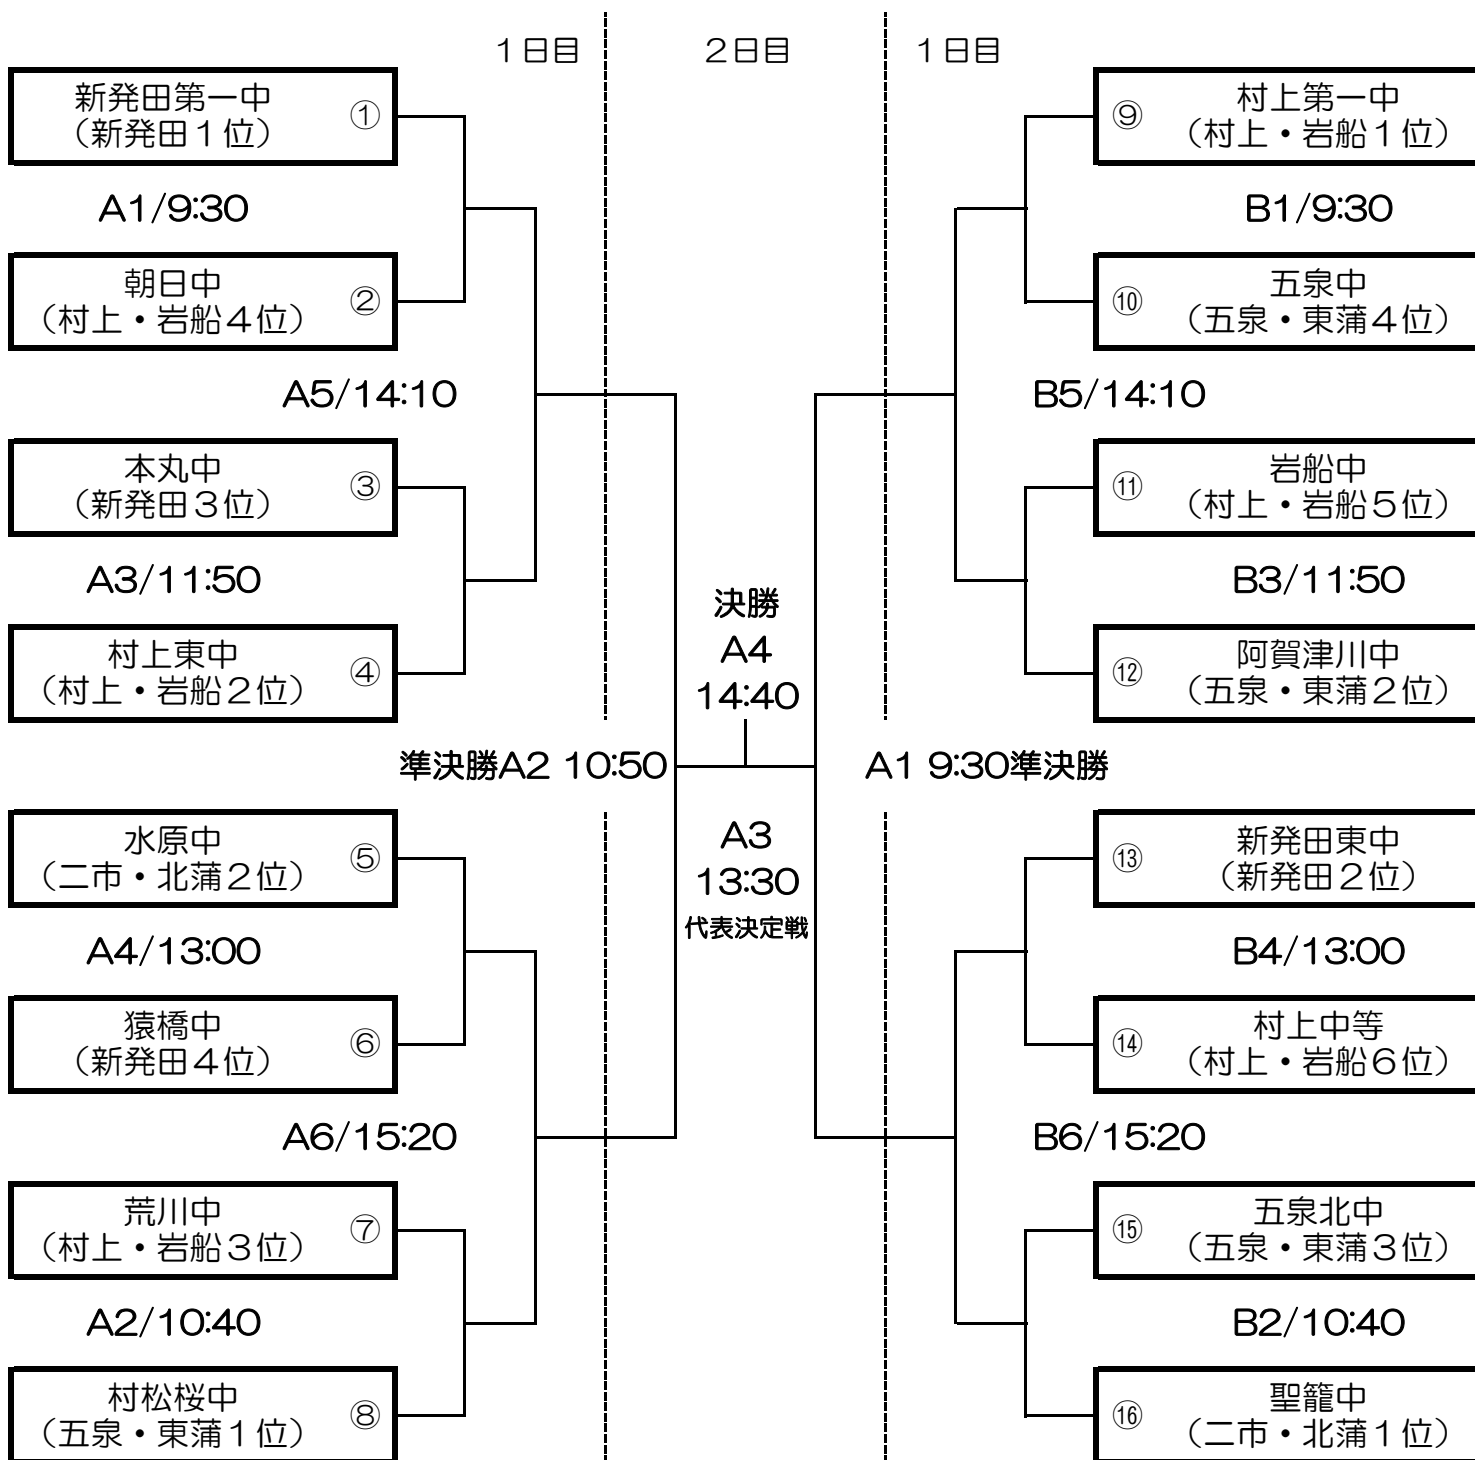 １日目
２日目
１日目
新発田第一中
（新発田１位）
①
A1/9:30
朝日中
（村上・岩船４位）
②
A5/14:10
本丸中
（新発田３位）
③
A3/11:50
村上東中
（村上・岩船２位）
④
準決勝A2 10:50
水原中
（二市・北蒲２位）
⑤
A4/13:00
猿橋中
（新発田４位）
⑥
A6/15:20
荒川中
（村上・岩船３位）
⑦
A2/10:40
村松桜中
（五泉・東蒲１位）
⑧
決勝
A4
14:40
A3
13:30
代表決定戦
⑨
村上第一中
（村上・岩船１位）
B1/9:30
⑩
五泉中
（五泉・東蒲４位）
B5/14:10
⑪
岩船中
（村上・岩船５位）
B3/11:50
⑫
阿賀津川中
（五泉・東蒲２位）
A1 9:30準決勝
⑬
新発田東中
（新発田２位）
B4/13:00
⑭
村上中等
（村上・岩船６位）
B6/15:20
⑮
五泉北中
（五泉・東蒲３位）
B2/10:40
⑯
聖籠中
（二市・北蒲１位）